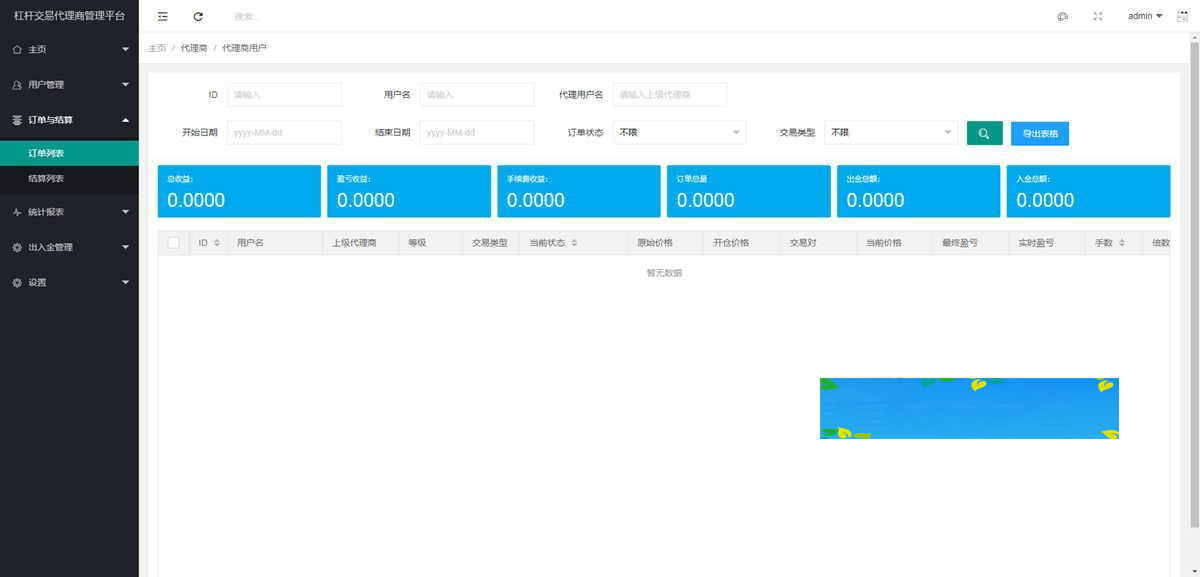 杠杆交易代理商管理平台
搜索...
admin
主页 / 代理商 / 代理商用户
主页
用户管理
订单与结算
订单列表
结算列表
统计报表
出入金管理
设置
ID 请输入 用户名 请输入 代理用户名 请输入上级代理商
开始日期 yyyy-MM-dd 结束日期 yyyy-MM-dd 订单状态 不限 交易类型 不限 导出表格
总收益: 盈亏收益: 手续费收益: 订单总量 出金总额: 入金总额:
0.0000 0.0000 0.0000 0.0000 0.0000 0.0000
ID 用户名 上级代理商 等级 交易类型 当前状态 原始价格 开仓价格 交易对 当前价格 最终盈亏 实时盈亏 手数 倍数
暂无数据